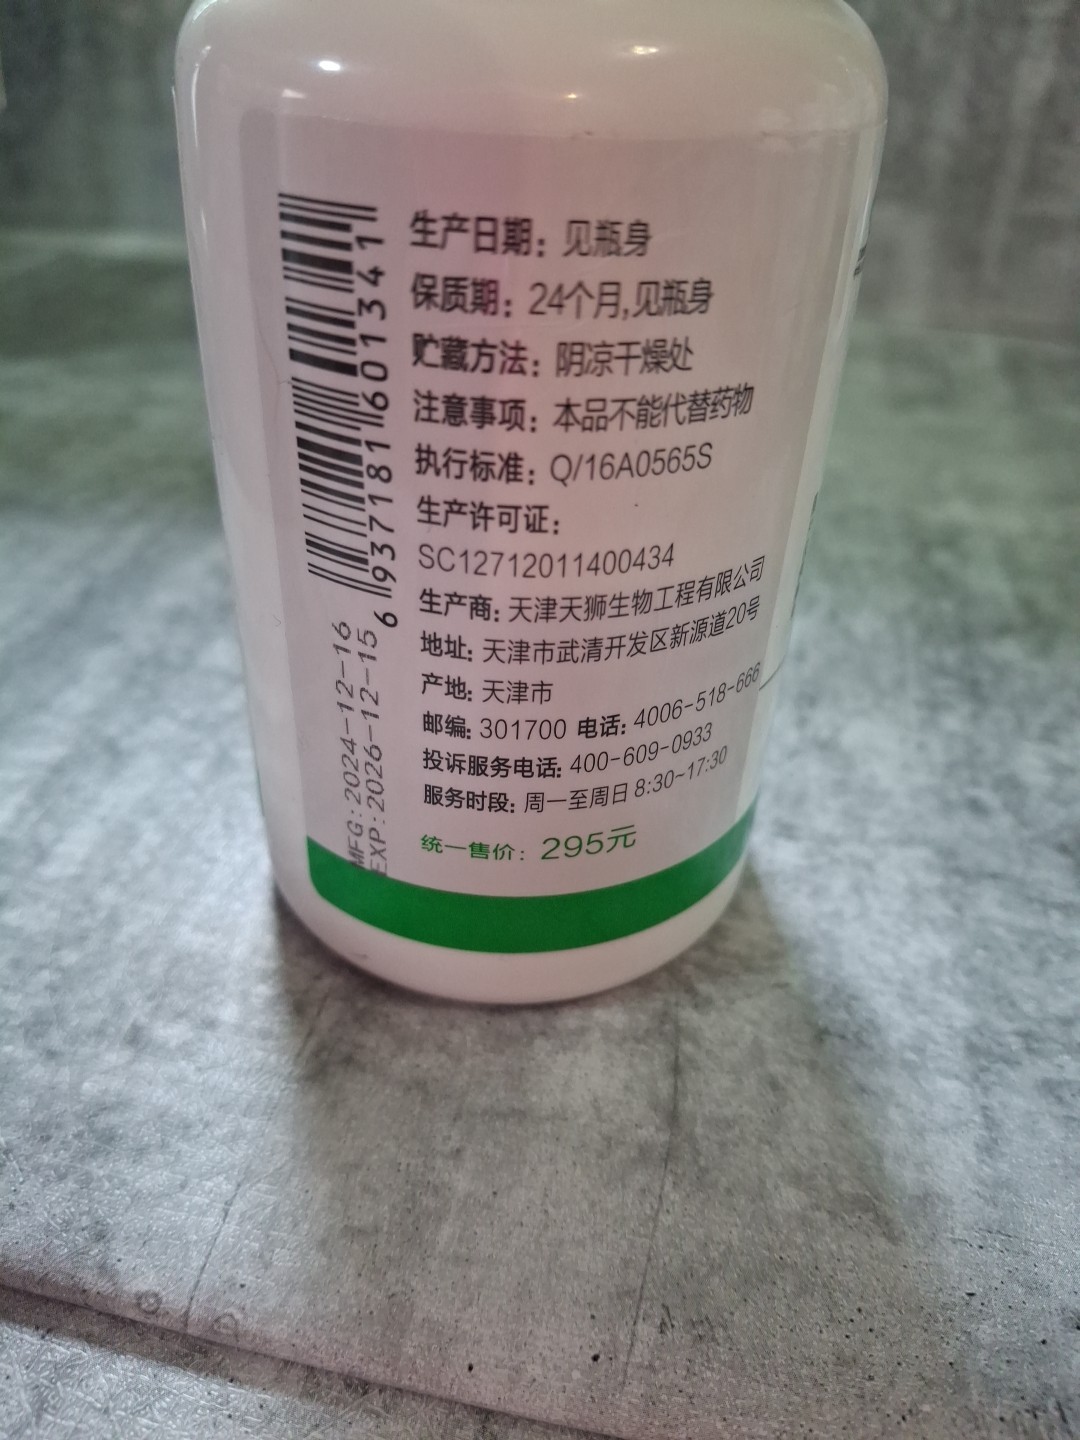 生产日期：见瓶身
保质期：24个月,见瓶身
贮藏方法：阴凉干燥处
注意事项：本品不能代替药物
执行标准：Q/16A0565S
生产许可证：
SC12712011400434
生产商：天津天狮生物工程有限公司
地址：天津市武清开发区新源道20号
产地：天津市
邮编：301700 电话：4006-518-666
投诉服务电话：400-609-0933
服务时段：周一至周日 8:30~17:30
统一售价：295元
6 937181 601341
MFG:2024-12-16
EXP:2026-12-15